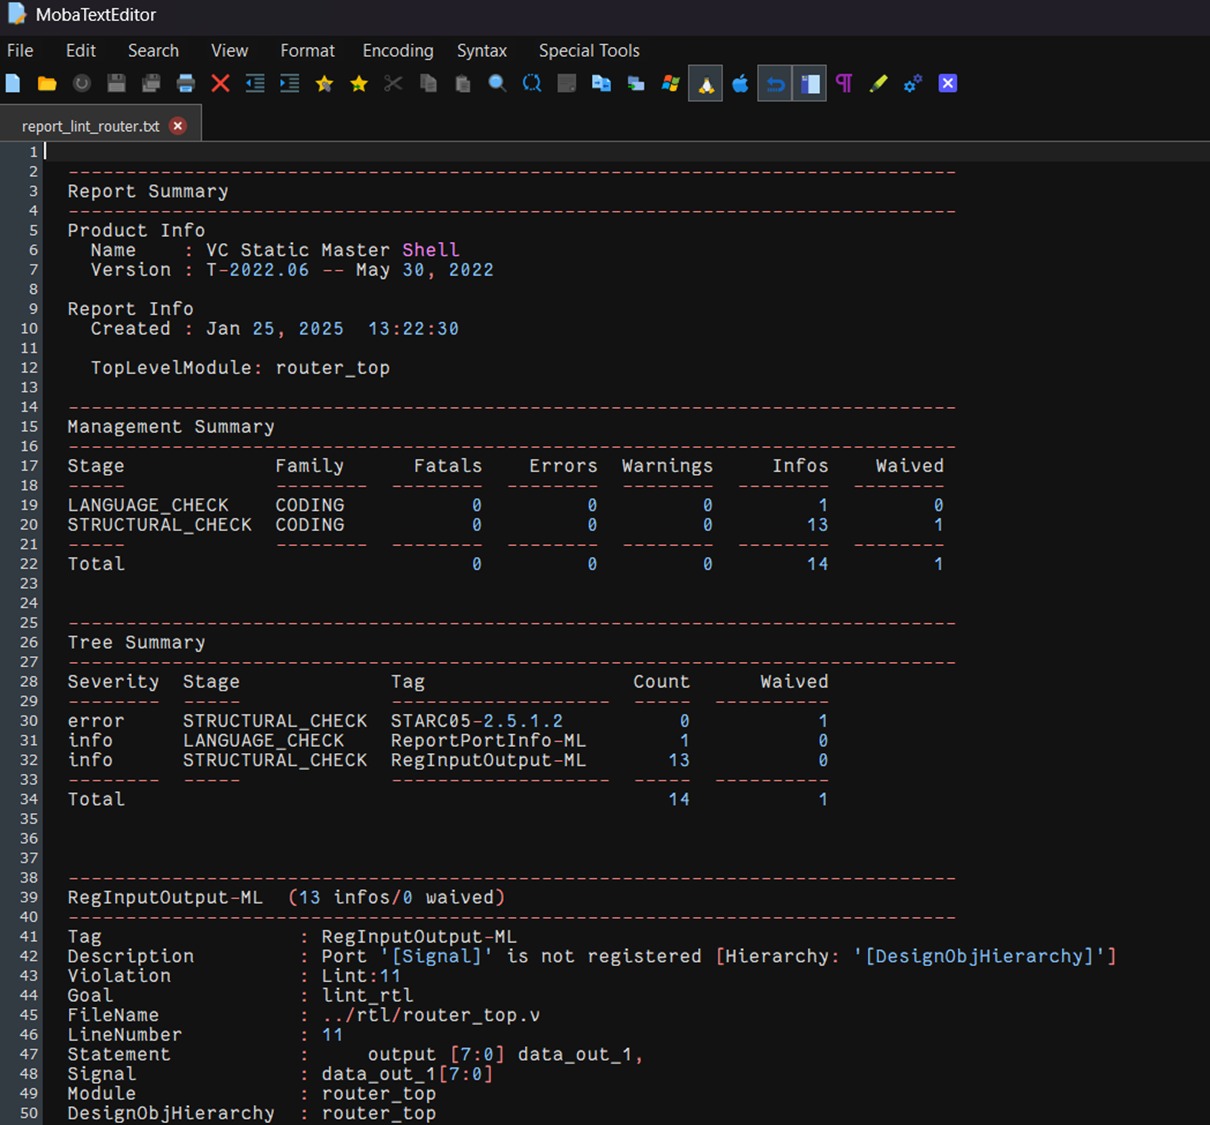 MobaTextEditor
File Edit Search View Format Encoding Syntax Special Tools
report_lint_router.txt
1
2 -----------------------------------------------------------------------------
3 Report Summary
4 -----------------------------------------------------------------------------
5 Product Info
6   Name    : VC Static Master Shell
7   Version : T-2022.06 -- May 30, 2022
8
9 Report Info
10   Created : Jan 25, 2025  13:22:30
11
12   TopLevelModule: router_top
13
14 -----------------------------------------------------------------------------
15 Management Summary
16 -----------------------------------------------------------------------------
17 Stage             Family      Fatals    Errors  Warnings     Infos    Waived
18 -----             --------  --------  --------  --------  --------  --------
19 LANGUAGE_CHECK    CODING           0         0         0         1         0
20 STRUCTURAL_CHECK  CODING           0         0         0        13         1
21 -----             --------  --------  --------  --------  --------  --------
22 Total                              0         0         0        14         1
23
24
25 -----------------------------------------------------------------------------
26 Tree Summary
27 -----------------------------------------------------------------------------
28 Severity  Stage             Tag                  Count      Waived
29 --------  -----             -------------------  -----  ----------
30 error     STRUCTURAL_CHECK  STARC05-2.5.1.2          0           1
31 info      LANGUAGE_CHECK    ReportPortInfo-ML        1           0
32 info      STRUCTURAL_CHECK  RegInputOutput-ML       13           0
33 --------  -----             -------------------  -----  ----------
34 Total                                               14           1
35
36
37
38 -----------------------------------------------------------------------------
39 RegInputOutput-ML  (13 infos/0 waived)
40 -----------------------------------------------------------------------------
41 Tag                 : RegInputOutput-ML
42 Description         : Port '[Signal]' is not registered [Hierarchy: '[DesignObjHierarchy]']
43 Violation           : Lint:11
44 Goal                : lint_rtl
45 FileName            : ../rtl/router_top.v
46 LineNumber          : 11
47 Statement           :     output [7:0] data_out_1,
48 Signal              : data_out_1[7:0]
49 Module              : router_top
50 DesignObjHierarchy  : router_top